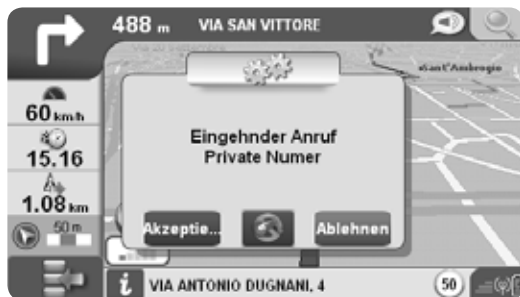 488 m VIA SAN VITTORE
Sant'Ambrogio
60 km/h
15.16
1.08 km
50 m
Eingehnder Anruf
Private Numer
Akzeptie... Ablehnen
i VIA ANTONIO DUGNANI, 4 50